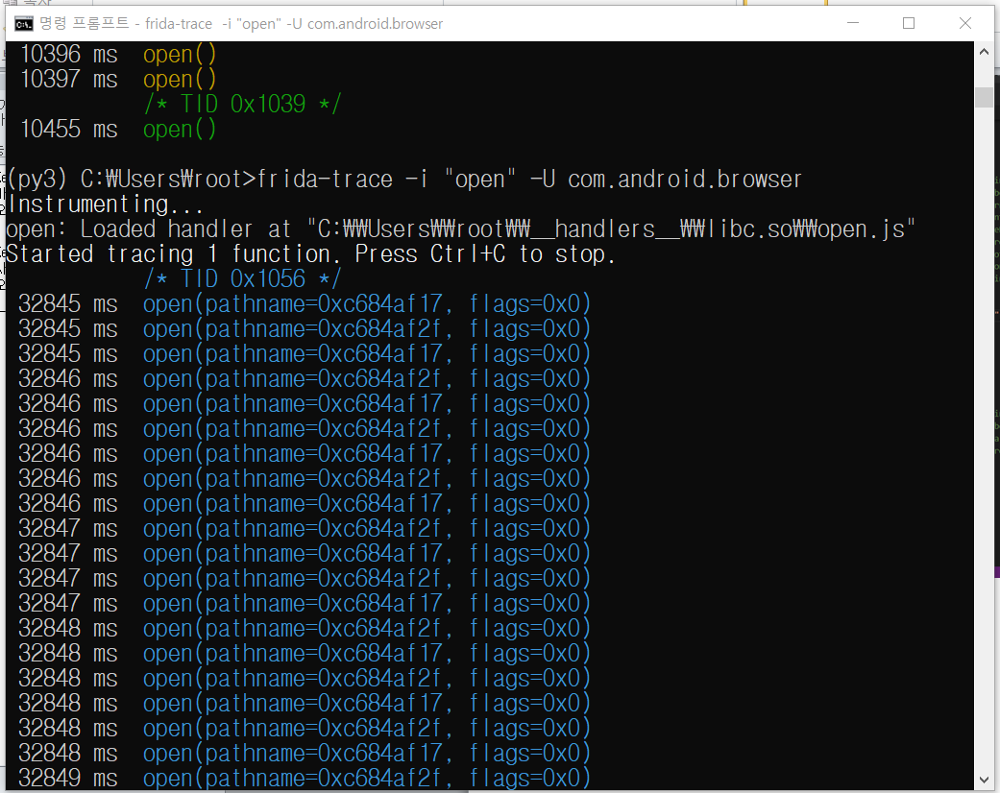 명령 프롬프트 - frida-trace -i "open" -U com.android.browser
10396 ms open()
10397 ms open()
/* TID 0x1039 */
10455 ms open()
(py3) C:₩Users₩root>frida-trace -i "open" -U com.android.browser
Instrumenting...
open: Loaded handler at "C:₩₩Users₩₩root₩₩__handlers__₩₩libc.so₩₩open.js"
Started tracing 1 function. Press Ctrl+C to stop.
/* TID 0x1056 */
32845 ms open(pathname=0xc684af17, flags=0x0)
32845 ms open(pathname=0xc684af2f, flags=0x0)
32845 ms open(pathname=0xc684af17, flags=0x0)
32846 ms open(pathname=0xc684af2f, flags=0x0)
32846 ms open(pathname=0xc684af17, flags=0x0)
32846 ms open(pathname=0xc684af2f, flags=0x0)
32846 ms open(pathname=0xc684af17, flags=0x0)
32846 ms open(pathname=0xc684af2f, flags=0x0)
32846 ms open(pathname=0xc684af17, flags=0x0)
32847 ms open(pathname=0xc684af2f, flags=0x0)
32847 ms open(pathname=0xc684af17, flags=0x0)
32847 ms open(pathname=0xc684af2f, flags=0x0)
32847 ms open(pathname=0xc684af17, flags=0x0)
32848 ms open(pathname=0xc684af2f, flags=0x0)
32848 ms open(pathname=0xc684af17, flags=0x0)
32848 ms open(pathname=0xc684af2f, flags=0x0)
32848 ms open(pathname=0xc684af17, flags=0x0)
32848 ms open(pathname=0xc684af2f, flags=0x0)
32848 ms open(pathname=0xc684af17, flags=0x0)
32849 ms open(pathname=0xc684af2f, flags=0x0)